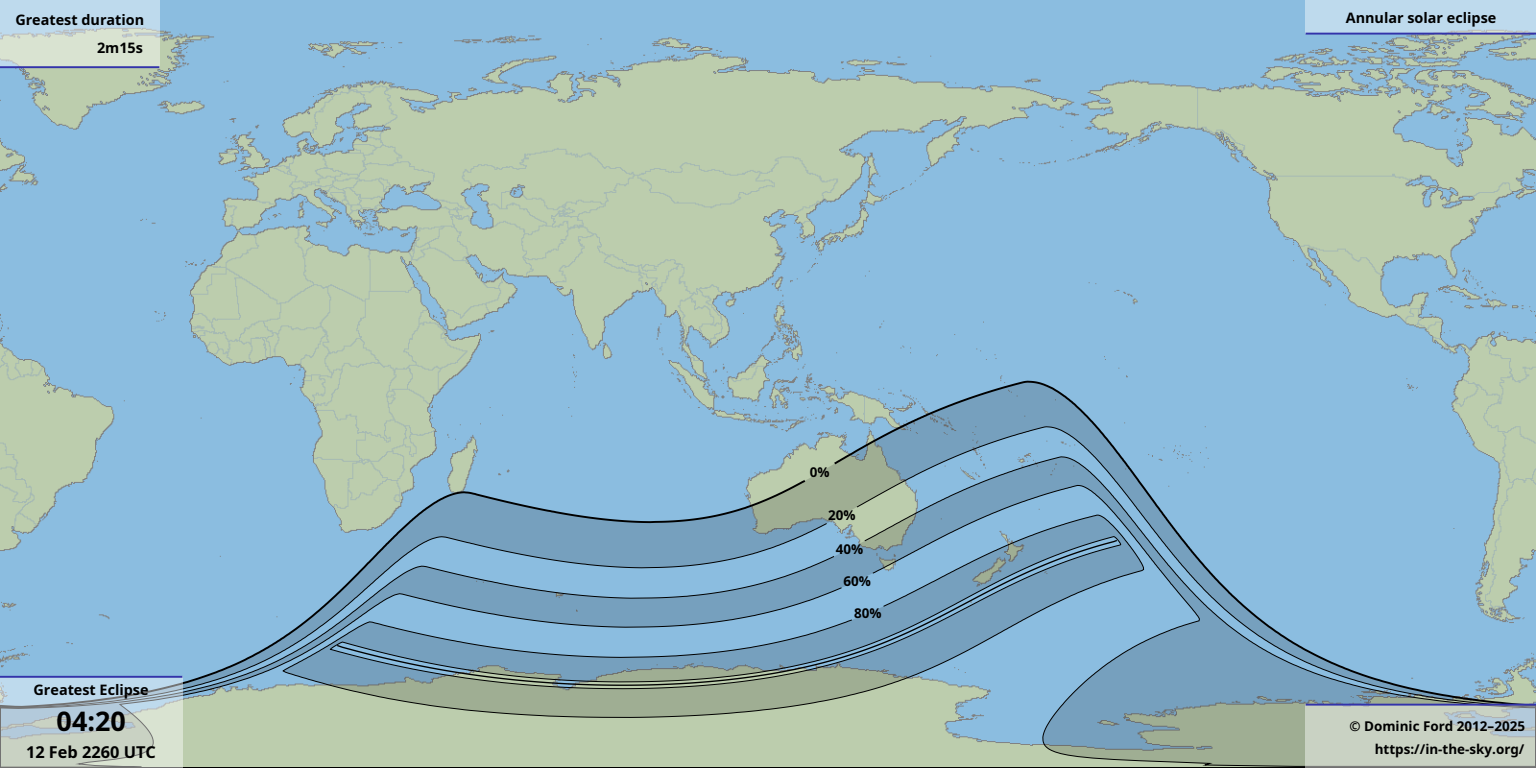 Greatest duration
2m15s
Annular solar eclipse
0%
20%
40%
60%
80%
Greatest Eclipse
04:20
12 Feb 2260 UTC
© Dominic Ford 2012–2025
https://in-the-sky.org/